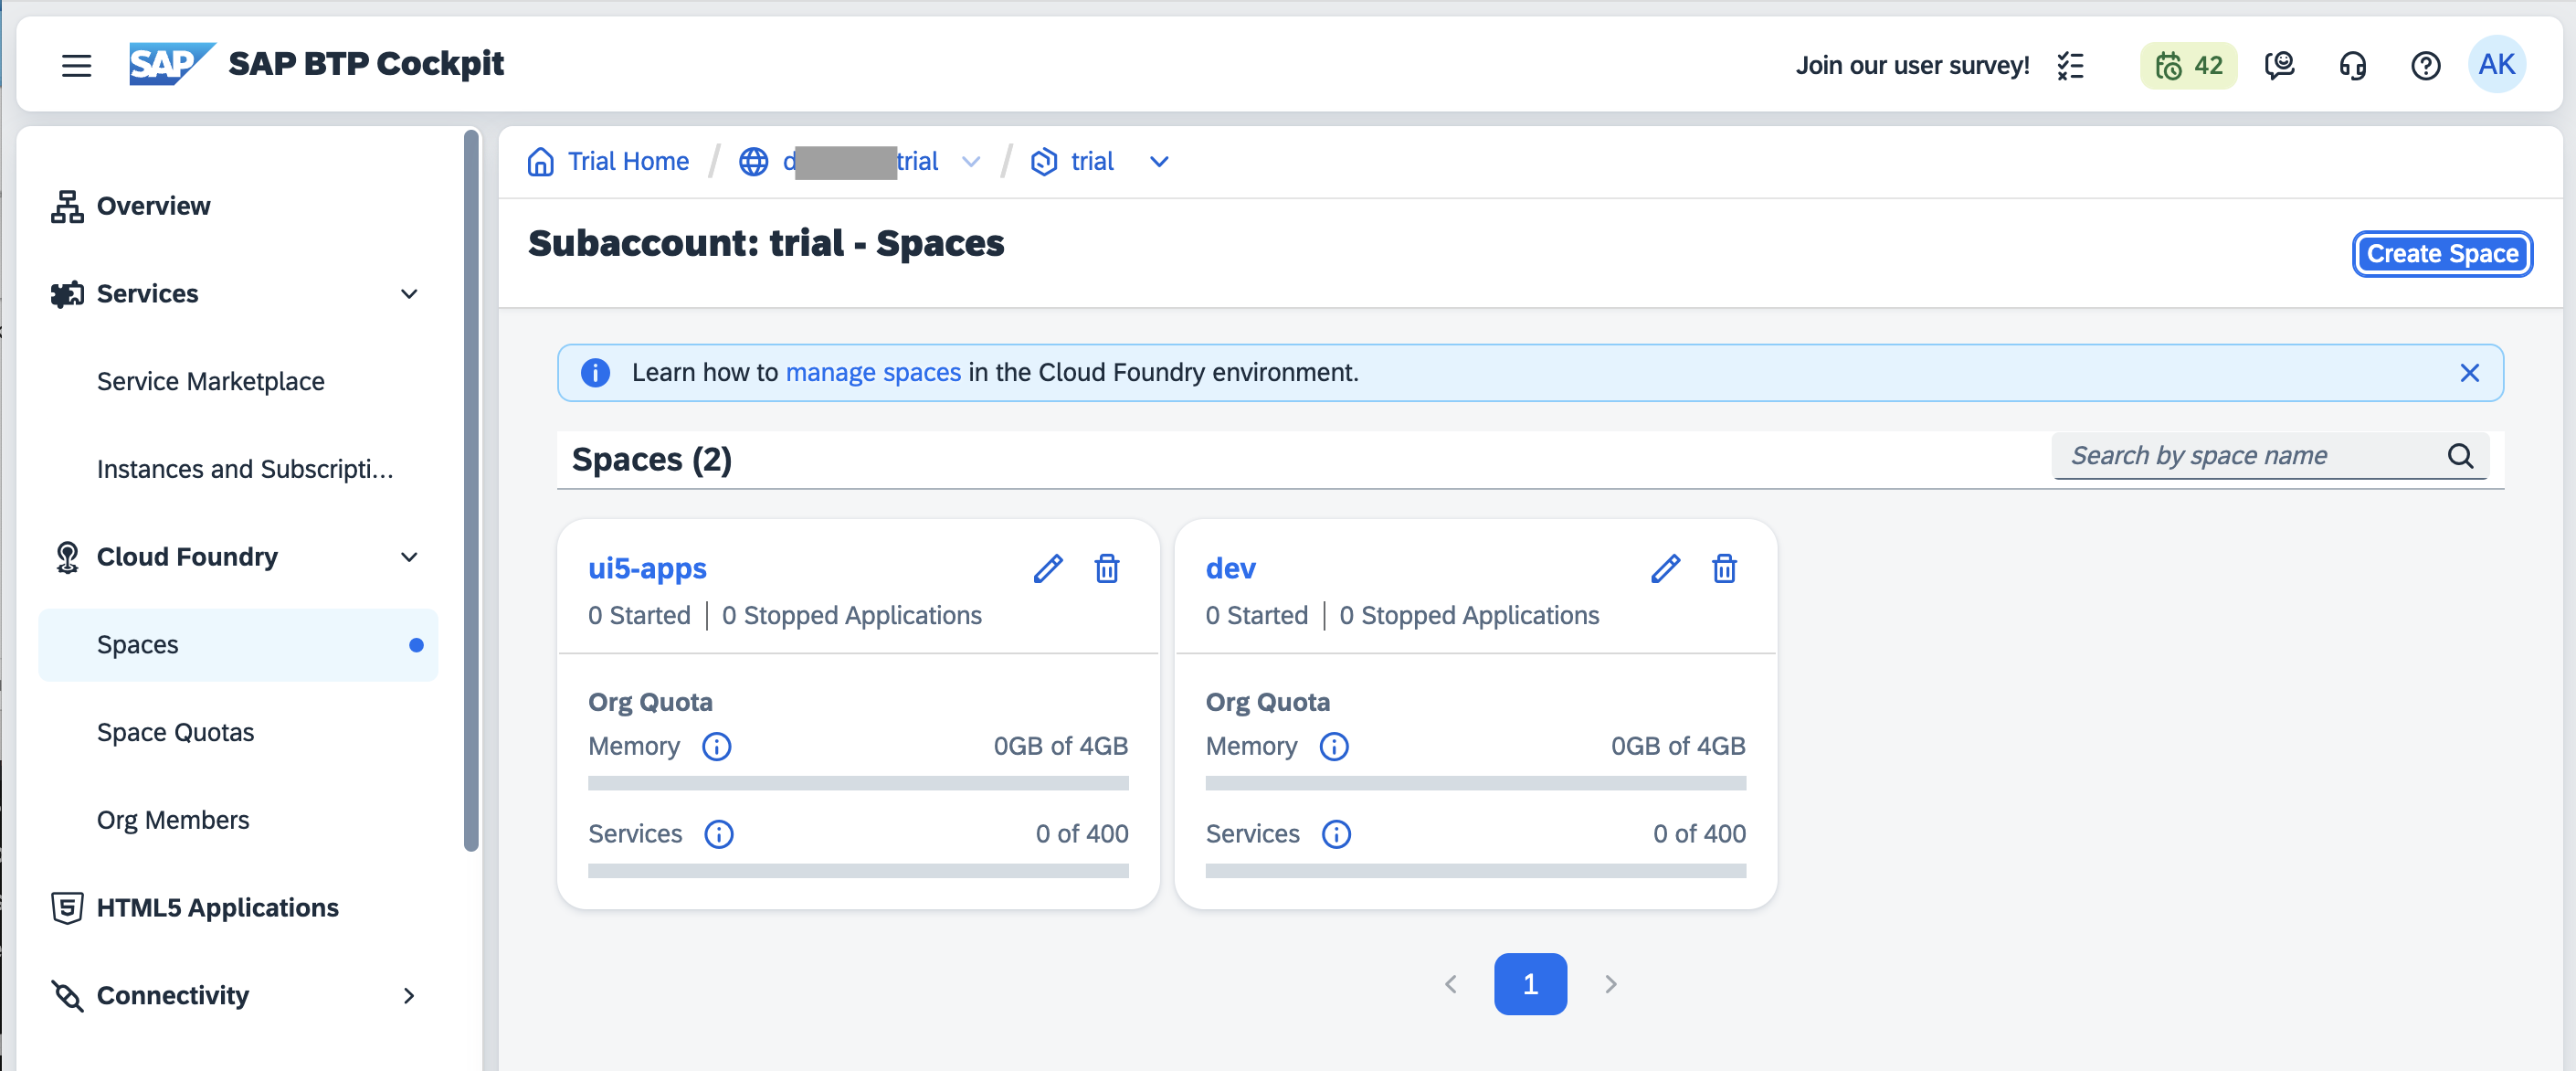 SAP SAP BTP Cockpit
Join our user survey!
42
AK
Overview
Services
Service Marketplace
Instances and Subscripti...
Cloud Foundry
Spaces
Space Quotas
Org Members
HTML5 Applications
Connectivity
Trial Home / d trial / trial
Subaccount: trial - Spaces
Create Space
Learn how to manage spaces in the Cloud Foundry environment.
Spaces (2)
Search by space name
ui5-apps
0 Started | 0 Stopped Applications
Org Quota
Memory 0GB of 4GB
Services 0 of 400
dev
0 Started | 0 Stopped Applications
Org Quota
Memory 0GB of 4GB
Services 0 of 400
1